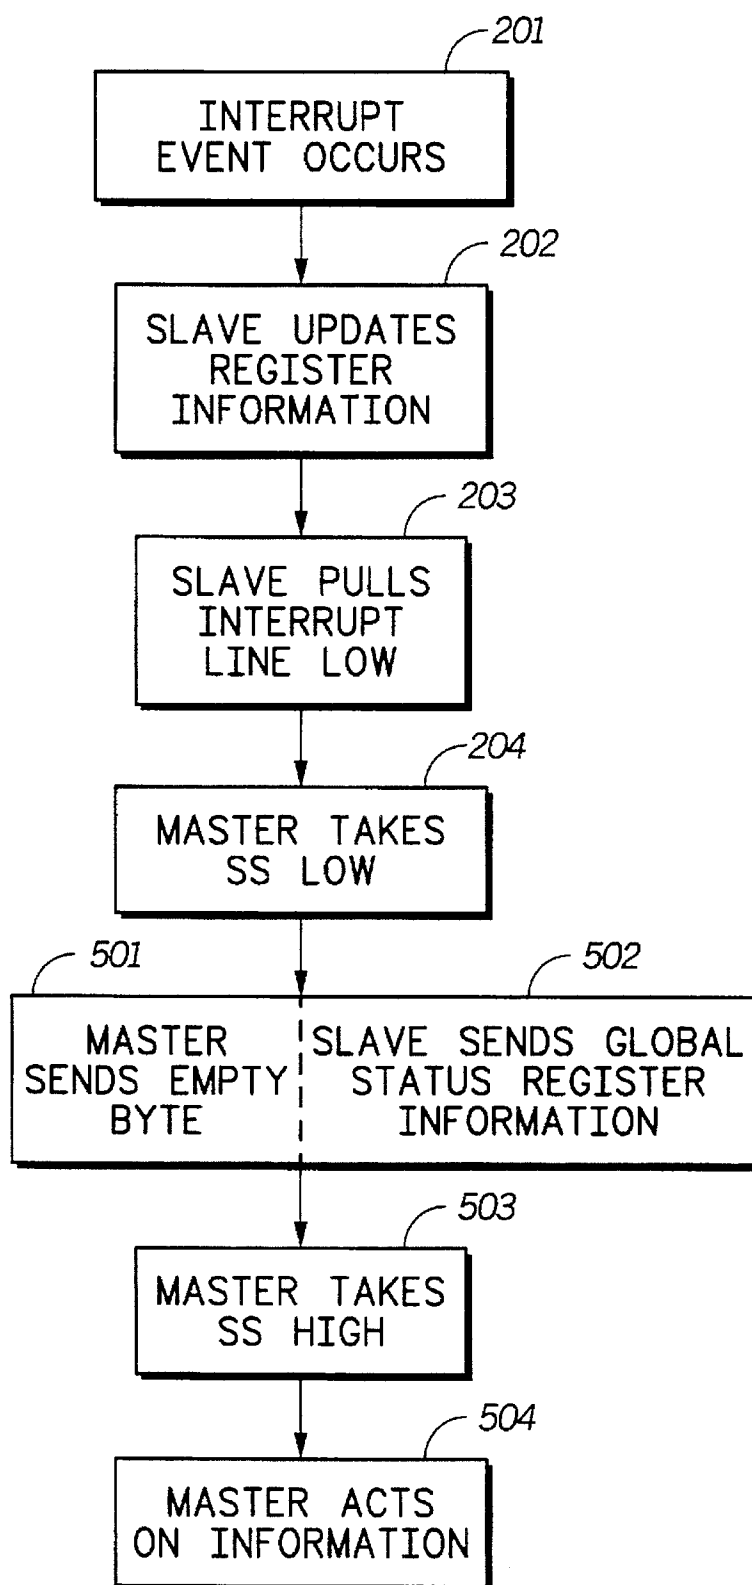 201
INTERRUPT
EVENT OCCURS
202
SLAVE UPDATES
REGISTER
INFORMATION
203
SLAVE PULLS
INTERRUPT
LINE LOW
204
MASTER TAKES
SS LOW
501
MASTER
SENDS EMPTY
BYTE
502
SLAVE SENDS GLOBAL
STATUS REGISTER
INFORMATION
503
MASTER TAKES
SS HIGH
504
MASTER ACTS
ON INFORMATION